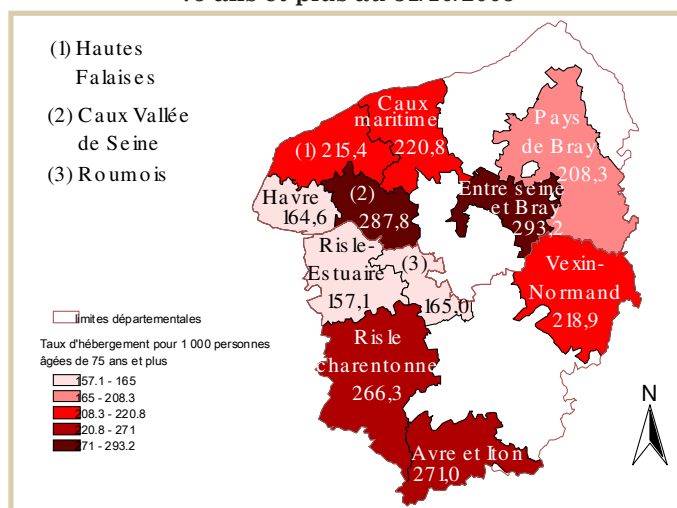 (1) Hautes
Falaises
(2) Caux Vallée
de Seine
(3) Roumois
Caux
maritime
220,8
(1) 215,4
Pays
de Bray
208,3
Havre
164,6
(2)
287,8
Entre seine
et Bray
293,2
Risle-
Estuaire
157,1
(3)
165,0
Vexin-
Normand
218,9
Risle
charentonne
266,3
Avre et Iton
271,0
limites départementales
Taux d'hébergement pour 1 000 personnes
âgées de 75 ans et plus
157.1 - 165
165 - 208.3
208.3 - 220.8
220.8 - 271
271 - 293.2
N